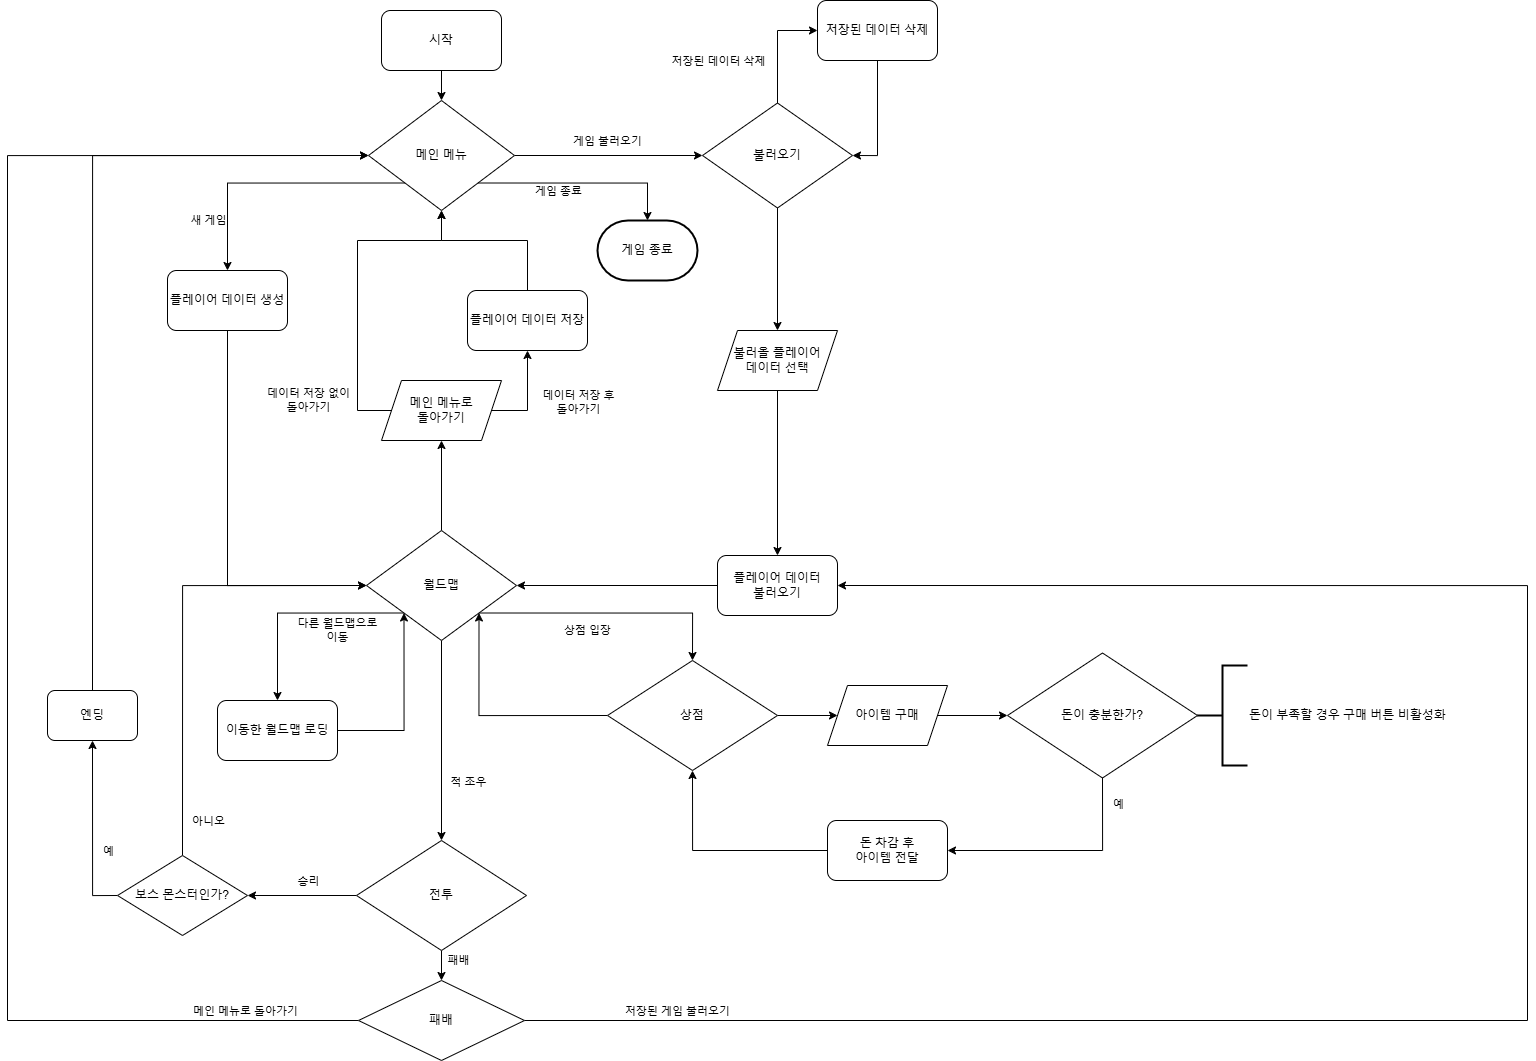 시작
저장된 데이터 삭제
저장된 데이터 삭제
메인 메뉴
게임 불러오기
불러오기
게임 종료
새 게임
게임 종료
플레이어 데이터 생성
플레이어 데이터 저장
불러올 플레이어
데이터 선택
데이터 저장 없이
돌아가기
메인 메뉴로
돌아가기
데이터 저장 후
돌아가기
월드맵
플레이어 데이터
불러오기
다른 월드맵으로
이동
상점 입장
엔딩
이동한 월드맵 로딩
상점
아이템 구매
돈이 충분한가?
돈이 부족할 경우 구매 버튼 비활성화
적 조우
예
아니오
예
돈 차감 후
아이템 전달
보스 몬스터인가?
승리
전투
패배
메인 메뉴로 돌아가기
패배
저장된 게임 불러오기